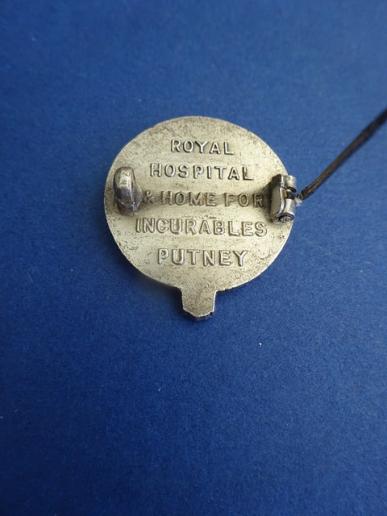 ROYAL
HOSPITAL
& HOME FOR
INCURABLES
PUTNEY